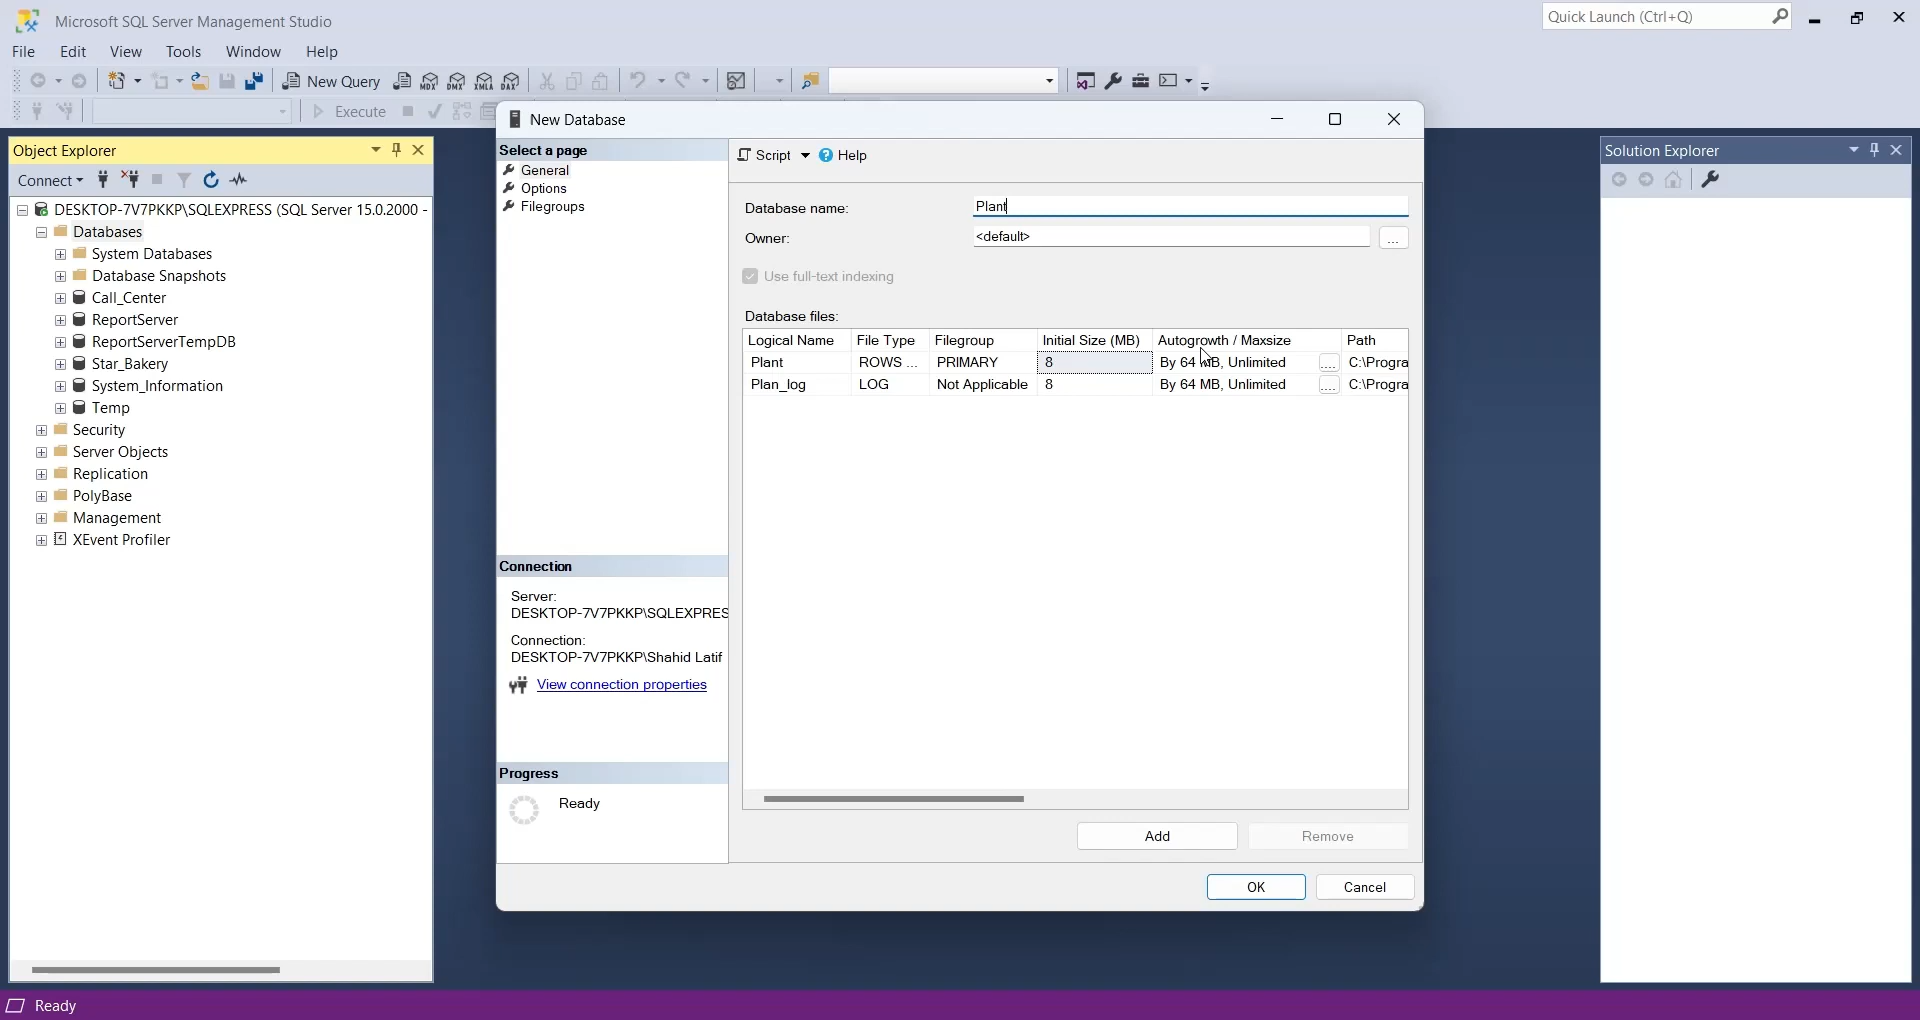 Microsoft SQL Server Management Studio
Quick Launch (Ctrl+Q)
File Edit View Tools Window Help
New Query MDX DMX XMLA DAX
Execute
New Database
Object Explorer
Connect
DESKTOP-7V7PKKP\SQLEXPRESS (SQL Server 15.0.2000 -
Databases
System Databases
Database Snapshots
Call_Center
ReportServer
ReportServerTempDB
Star_Bakery
System_Information
Temp
Security
Server Objects
Replication
PolyBase
Management
XEvent Profiler
Select a page
General
Options
Filegroups
Connection
Server:
DESKTOP-7V7PKKP\SQLEXPRES
Connection:
DESKTOP-7V7PKKP\Shahid Latif
View connection properties
Progress
Ready
Script Help
Database name: Plant
Owner: <default> ...
Use full-text indexing
Database files:
Logical Name File Type Filegroup Initial Size (MB) Autogrowth / Maxsize Path
Plant ROWS ... PRIMARY 8 By 64 MB, Unlimited .... C:\Progra
Plan_log LOG Not Applicable 8 By 64 MB, Unlimited .... C:\Progra
Add Remove
OK Cancel
Solution Explorer
Ready